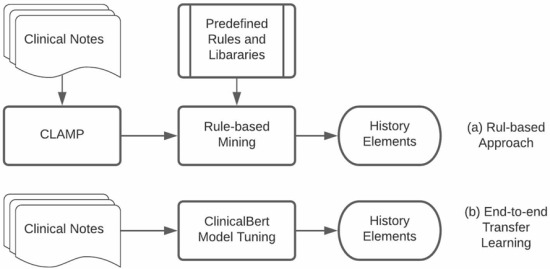 Clinical Notes
Predefined
Rules and
Libararies
CLAMP
Rule-based
Mining
History
Elements
(a) Rul-based
Approach
Clinical Notes
ClinicalBert
Model Tuning
History
Elements
(b) End-to-end
Transfer
Learning